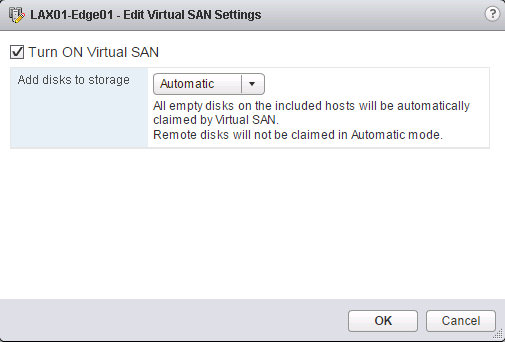 LAX01-Edge01 - Edit Virtual SAN Settings
?
Turn ON Virtual SAN
Add disks to storage
Automatic
All empty disks on the included hosts will be automatically
claimed by Virtual SAN.
Remote disks will not be claimed in Automatic mode.
OK
Cancel